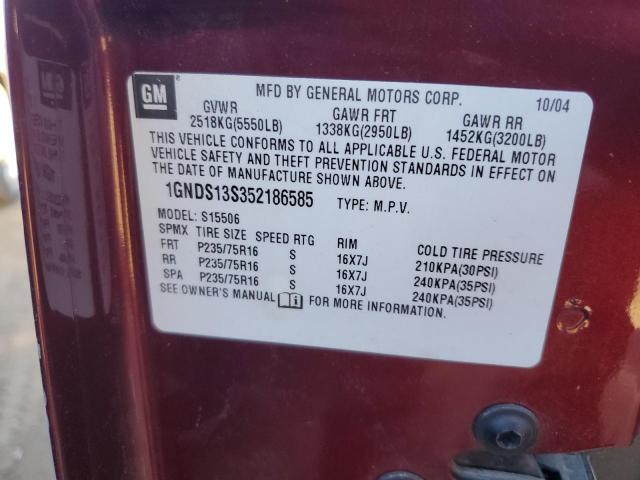 GM
MFD BY GENERAL MOTORS CORP. 10/04
GVWR GAWR FRT GAWR RR
2518KG(5550LB) 1338KG(2950LB) 1452KG(3200LB)
THIS VEHICLE CONFORMS TO ALL APPLICABLE U.S. FEDERAL MOTOR
VEHICLE SAFETY AND THEFT PREVENTION STANDARDS IN EFFECT ON
THE DATE OF MANUFACTURE SHOWN ABOVE.
1GNDS13S352186585 TYPE: M.P.V.
MODEL: S15506
SPMX TIRE SIZE SPEED RTG RIM COLD TIRE PRESSURE
FRT P235/75R16 S 16X7J 210KPA(30PSI)
RR P235/75R16 S 16X7J 240KPA(35PSI)
SPA P235/75R16 S 16X7J 240KPA(35PSI)
SEE OWNER'S MANUAL FOR MORE INFORMATION.